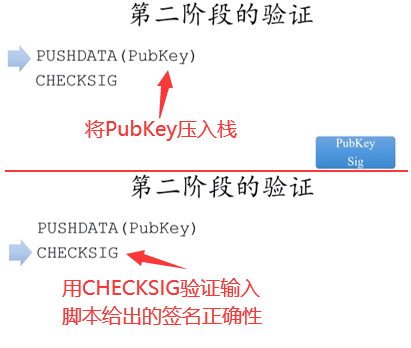 第二阶段的验证
PUSHDATA(PubKey)
CHECKSIG
将PubKey压入栈
PubKey
Sig
第二阶段的验证
PUSHDATA(PubKey)
CHECKSIG
用CHECKSIG验证输入
脚本给出的签名正确性